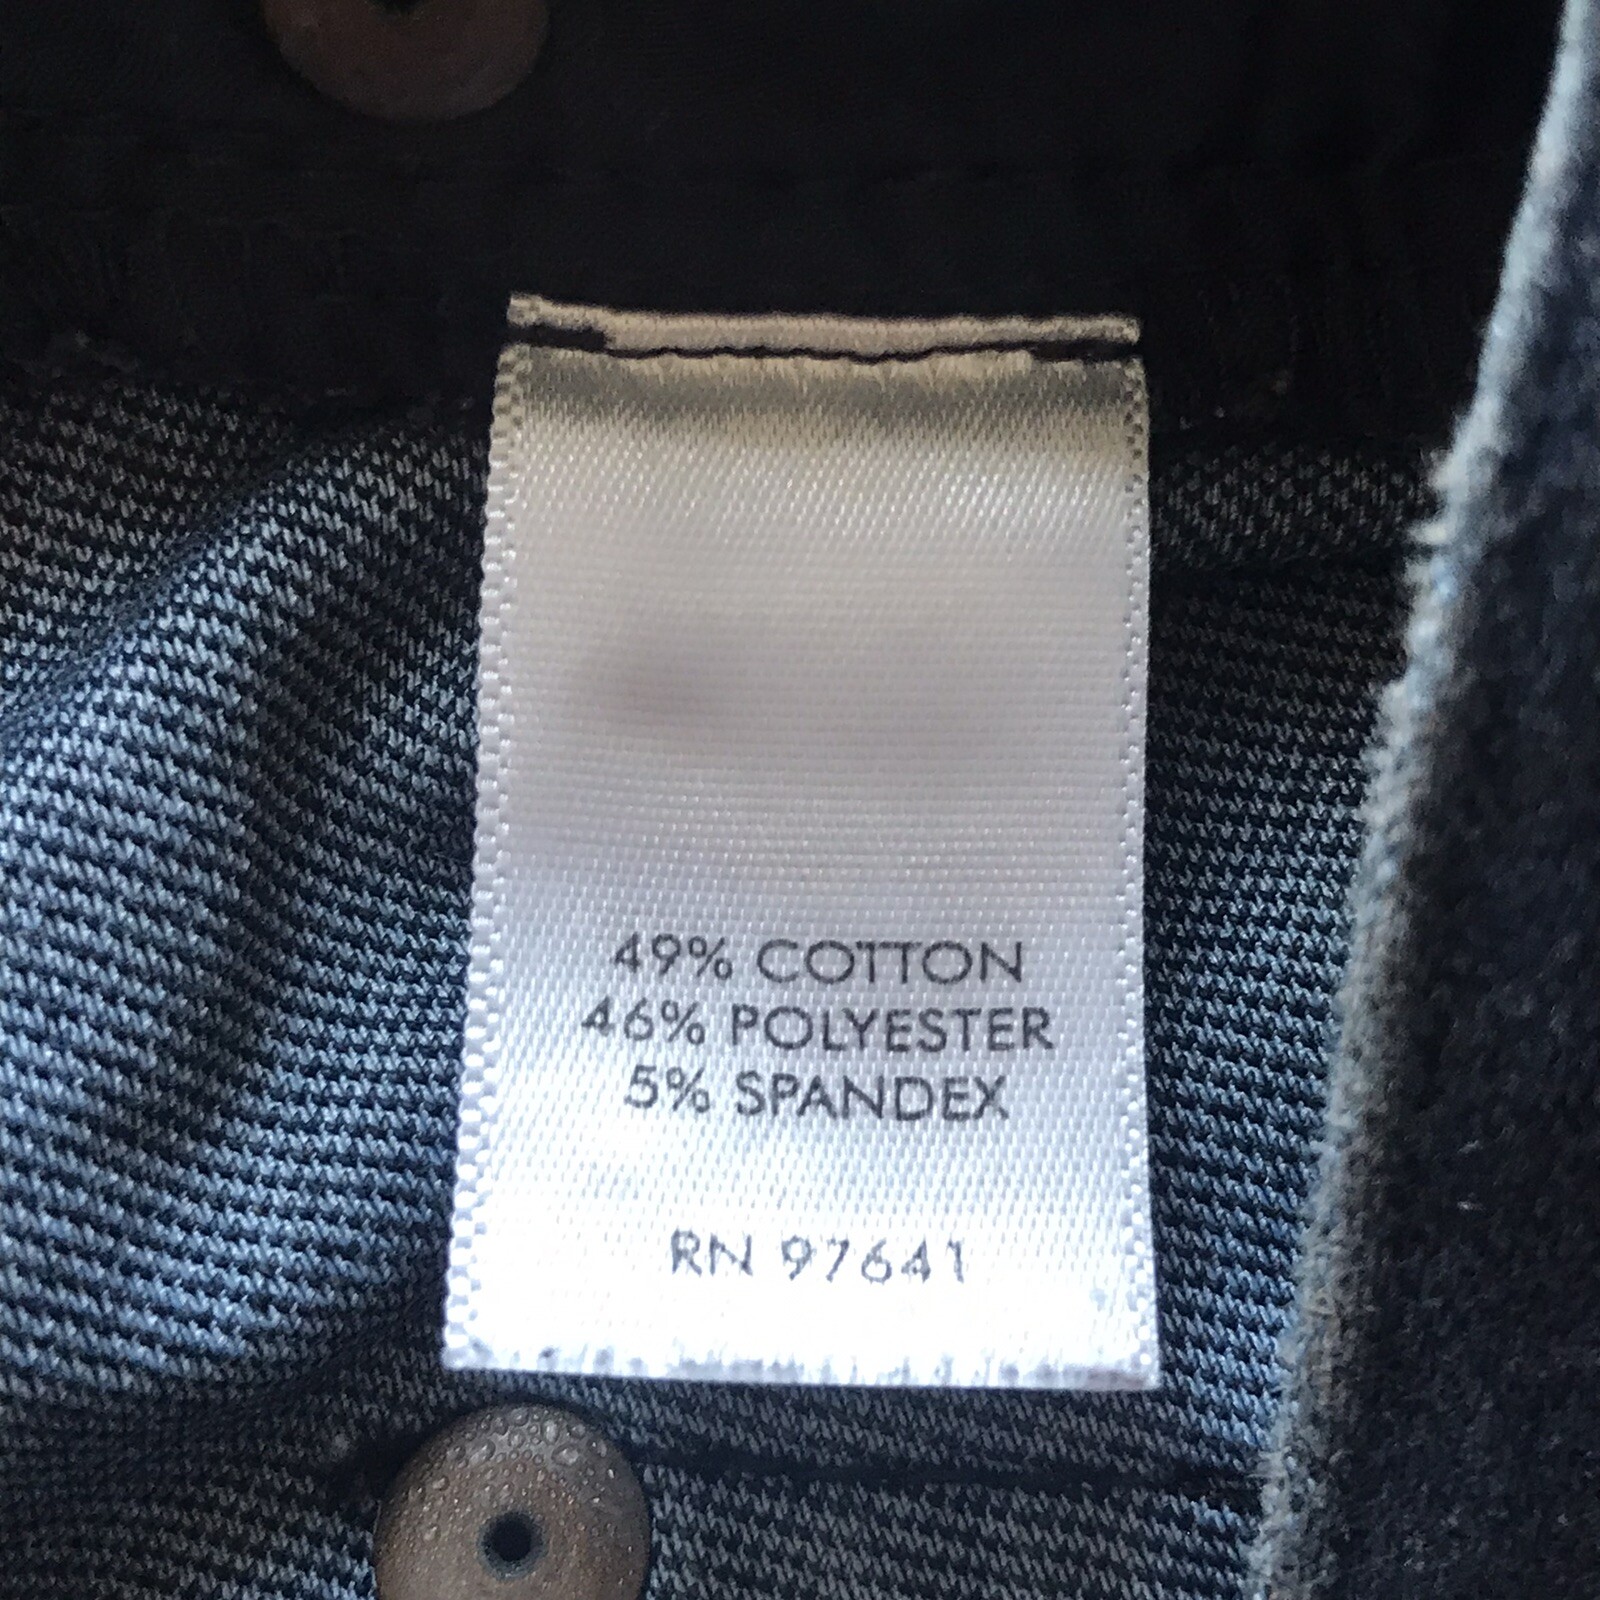 49% COTTON
46% POLYESTER
5% SPANDEX
RN 97641